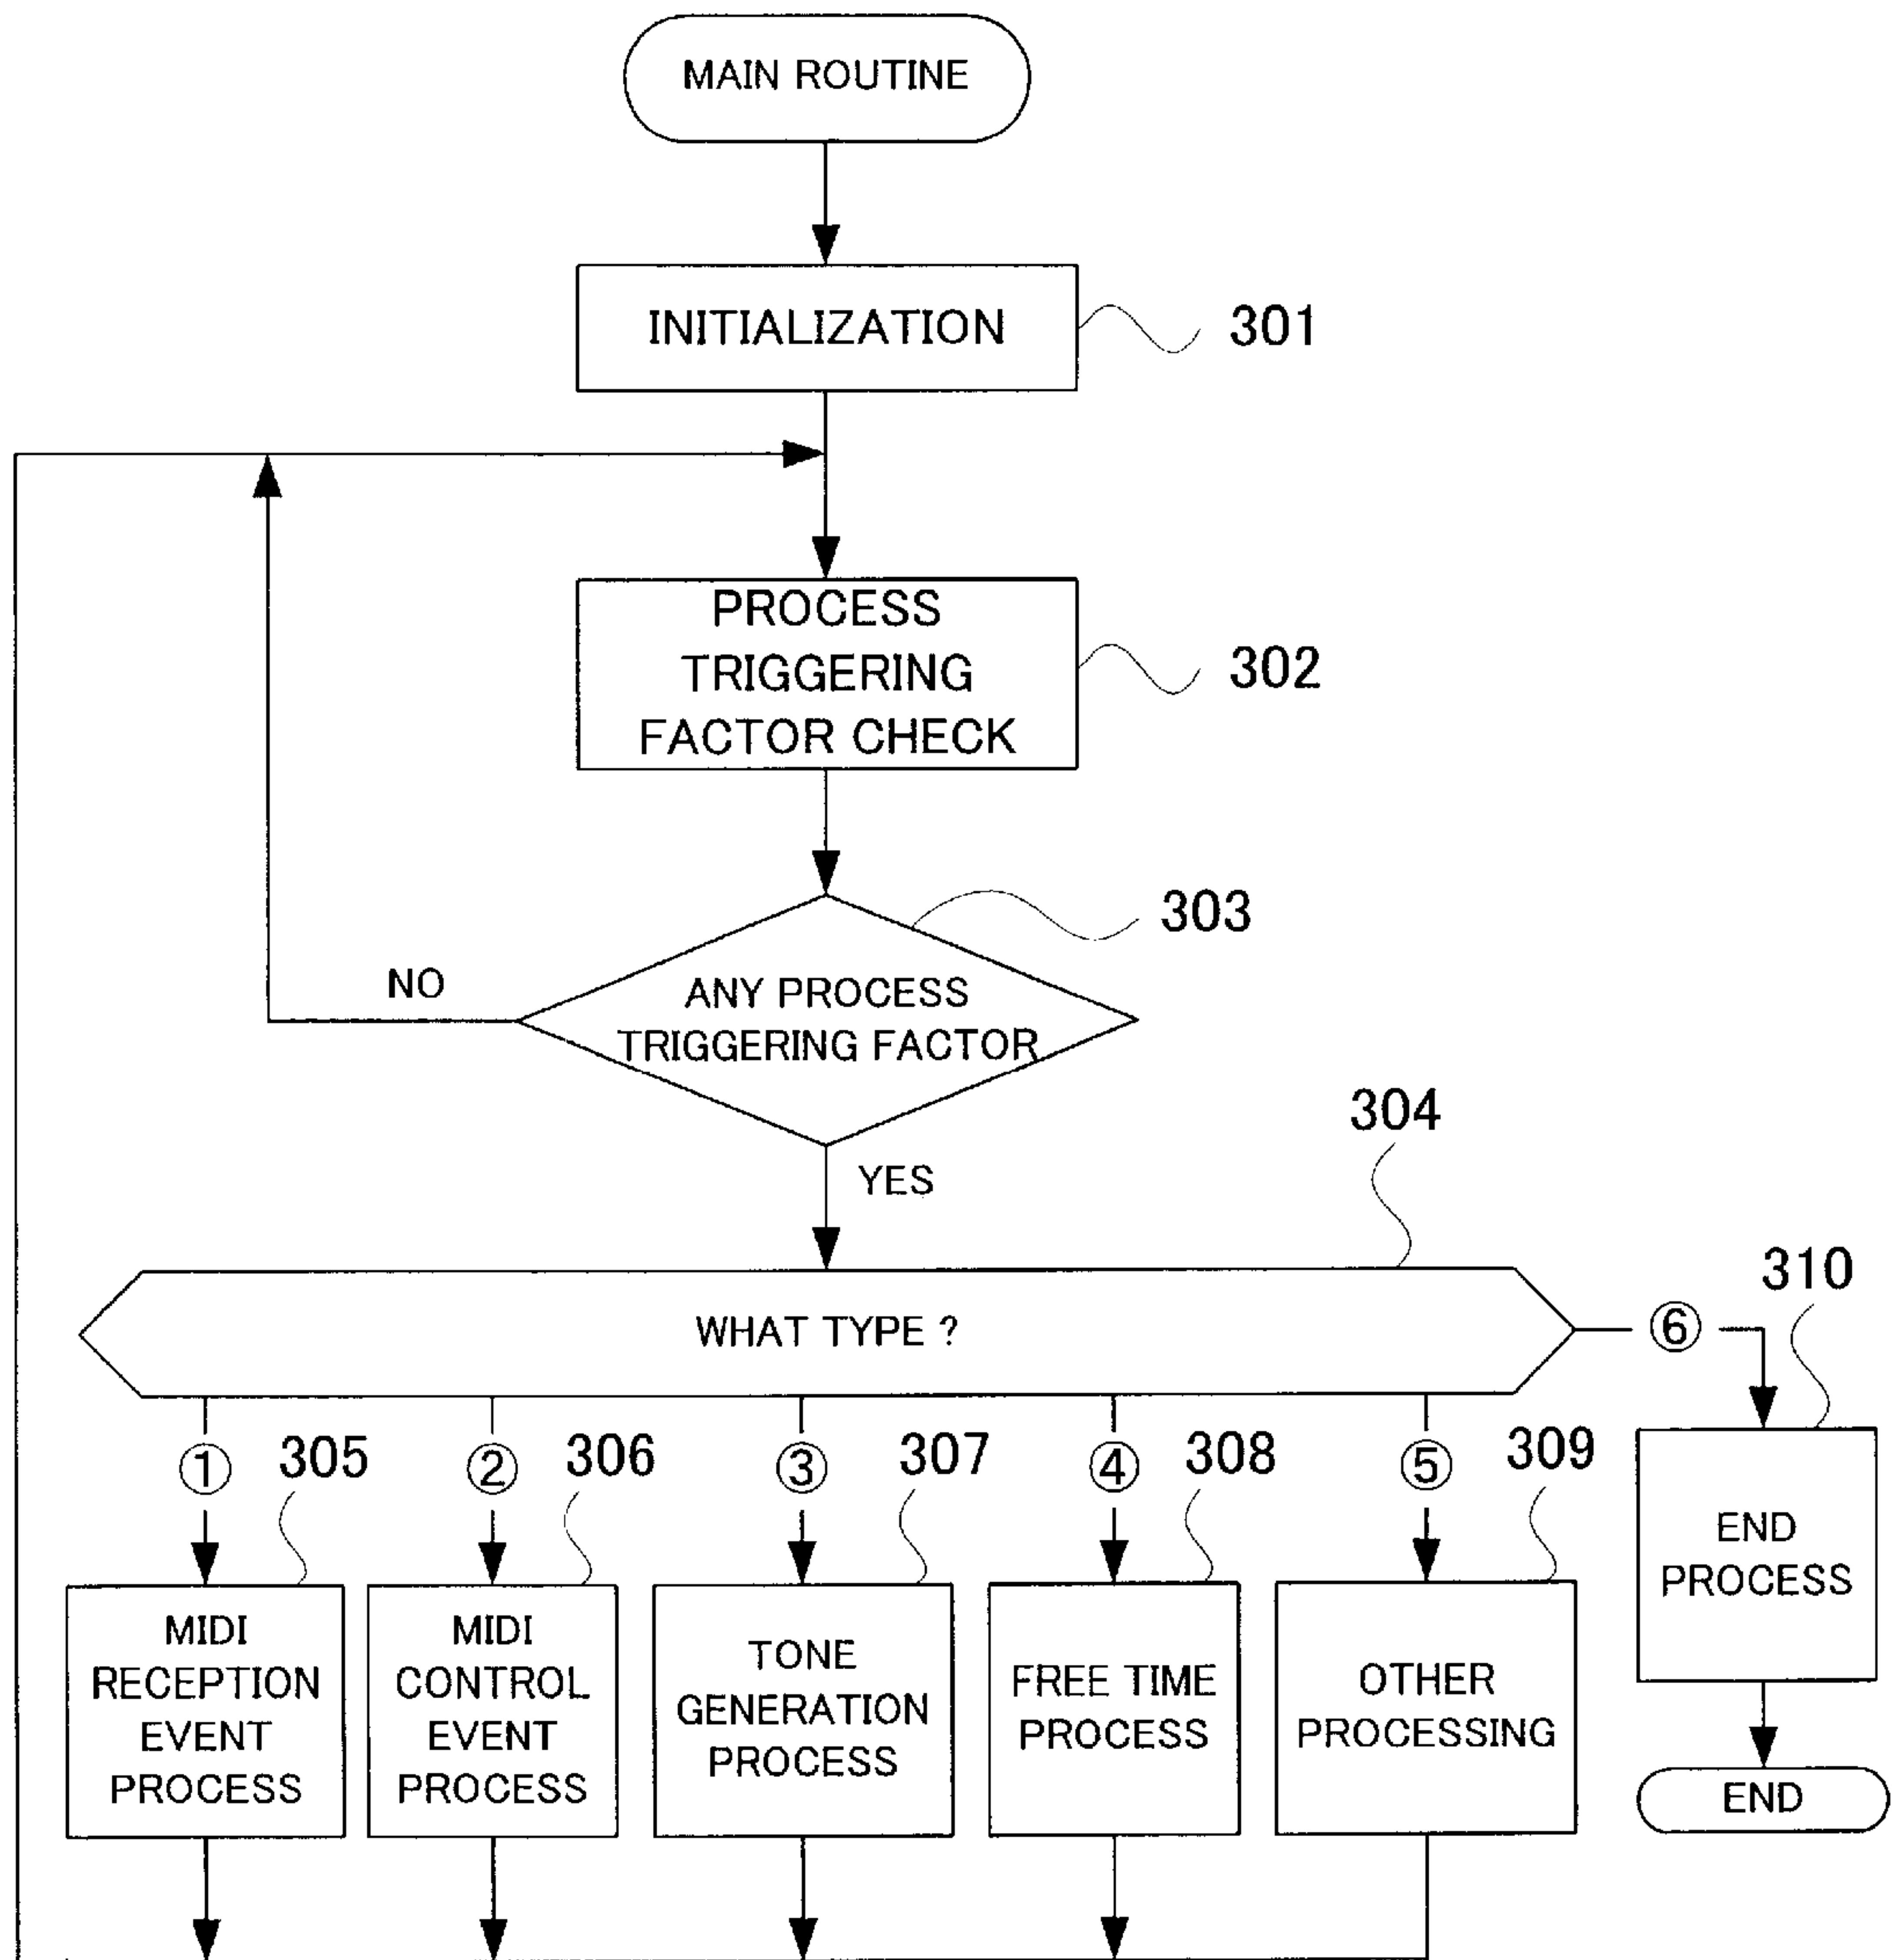 MAIN ROUTINE
INITIALIZATION
301
PROCESS
TRIGGERING
FACTOR CHECK
302
303
ANY PROCESS
TRIGGERING FACTOR
NO
YES
304
WHAT TYPE ?
⑥
310
①
305
②
306
③
307
④
308
⑤
309
MIDI
RECEPTION
EVENT
PROCESS
MIDI
CONTROL
EVENT
PROCESS
TONE
GENERATION
PROCESS
FREE TIME
PROCESS
OTHER
PROCESSING
END
PROCESS
END